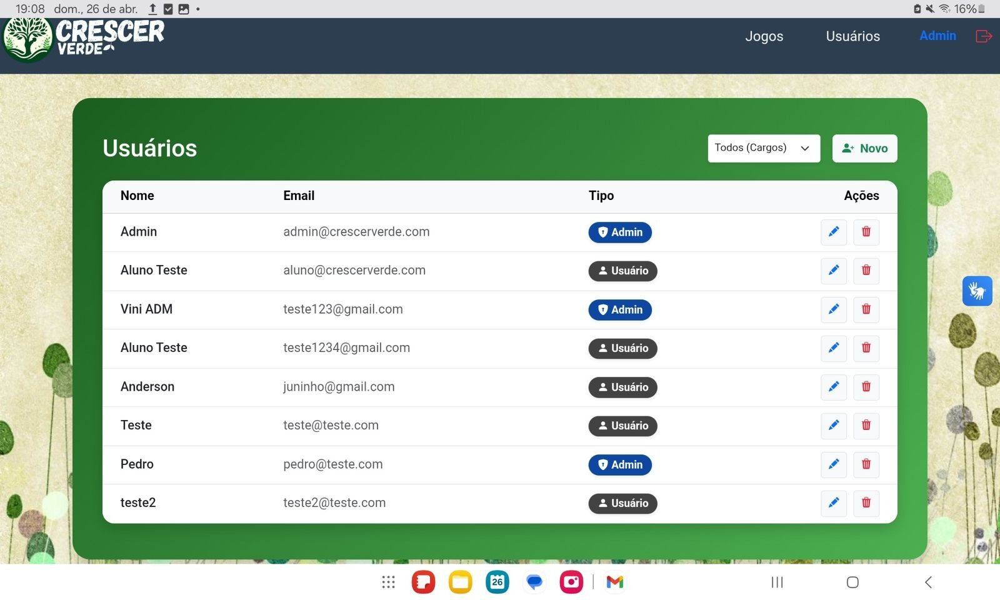 19:08 dom., 26 de abr. 16%
CRESCER
VERDE
Jogos Usuários Admin
Usuários
Todos (Cargos) Novo
Nome Email Tipo Ações
Admin admin@crescerverde.com Admin
Aluno Teste aluno@crescerverde.com Usuário
Vini ADM teste123@gmail.com Admin
Aluno Teste teste1234@gmail.com Usuário
Anderson juninho@gmail.com Usuário
Teste teste@teste.com Usuário
Pedro pedro@teste.com Admin
teste2 teste2@teste.com Usuário
26